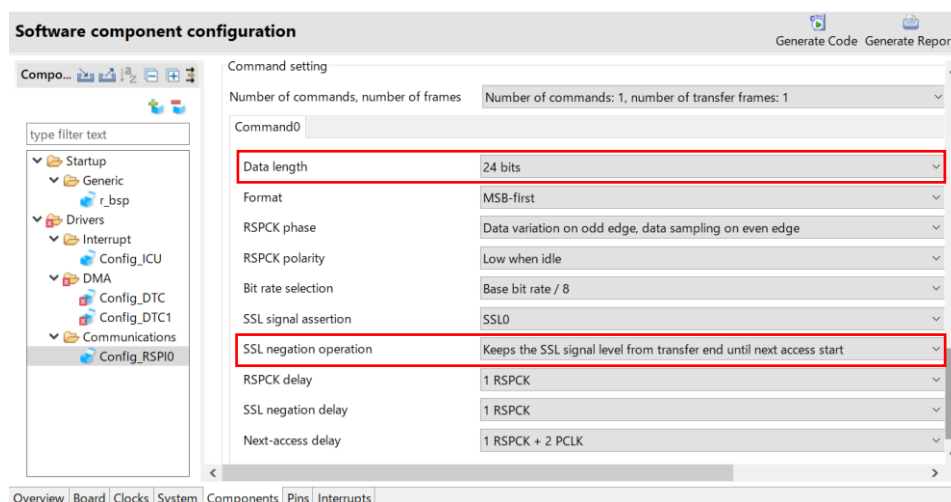 Software component configuration
Generate Code Generate Repor
Compo...
type filter text
Startup
Generic
r_bsp
Drivers
Interrupt
Config_ICU
DMA
Config_DTC
Config_DTC1
Communications
Config_RSPI0
Command setting
Number of commands, number of frames Number of commands: 1, number of transfer frames: 1
Command0
Data length 24 bits
Format MSB-first
RSPCK phase Data variation on odd edge, data sampling on even edge
RSPCK polarity Low when idle
Bit rate selection Base bit rate / 8
SSL signal assertion SSL0
SSL negation operation Keeps the SSL signal level from transfer end until next access start
RSPCK delay 1 RSPCK
SSL negation delay 1 RSPCK
Next-access delay 1 RSPCK + 2 PCLK
Overview Board Clocks System Components Pins Interrupts